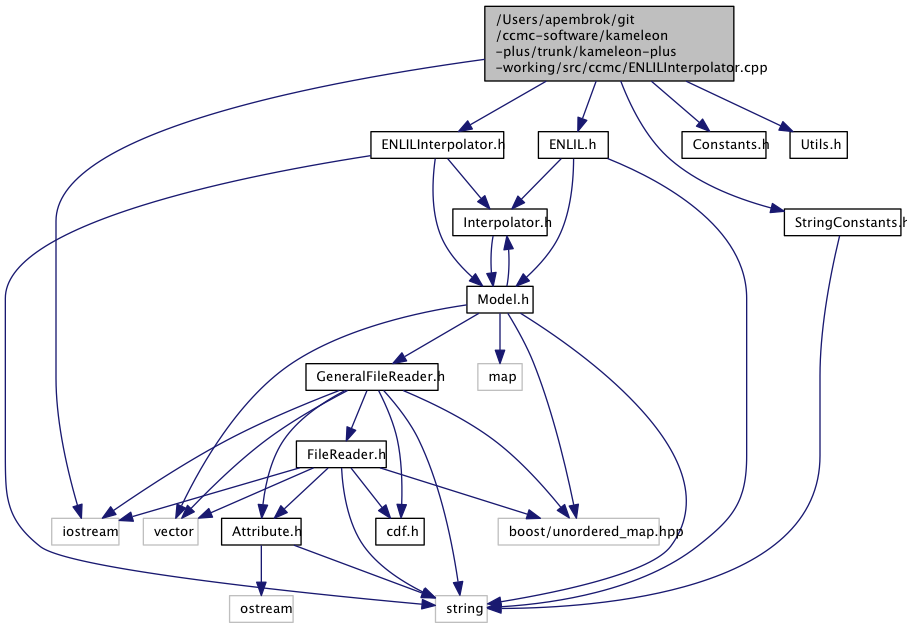 /Users/apembrok/git
/ccmc-software/kameleon
-plus/trunk/kameleon-plus
-working/src/ccmc/ENLILInterpolator.cpp
ENLILInterpolator.h
ENLIL.h
Constants.h
Utils.h
Interpolator.h
StringConstants.h
Model.h
GeneralFileReader.h
map
FileReader.h
iostream
vector
Attribute.h
cdf.h
boost/unordered_map.hpp
ostream
string